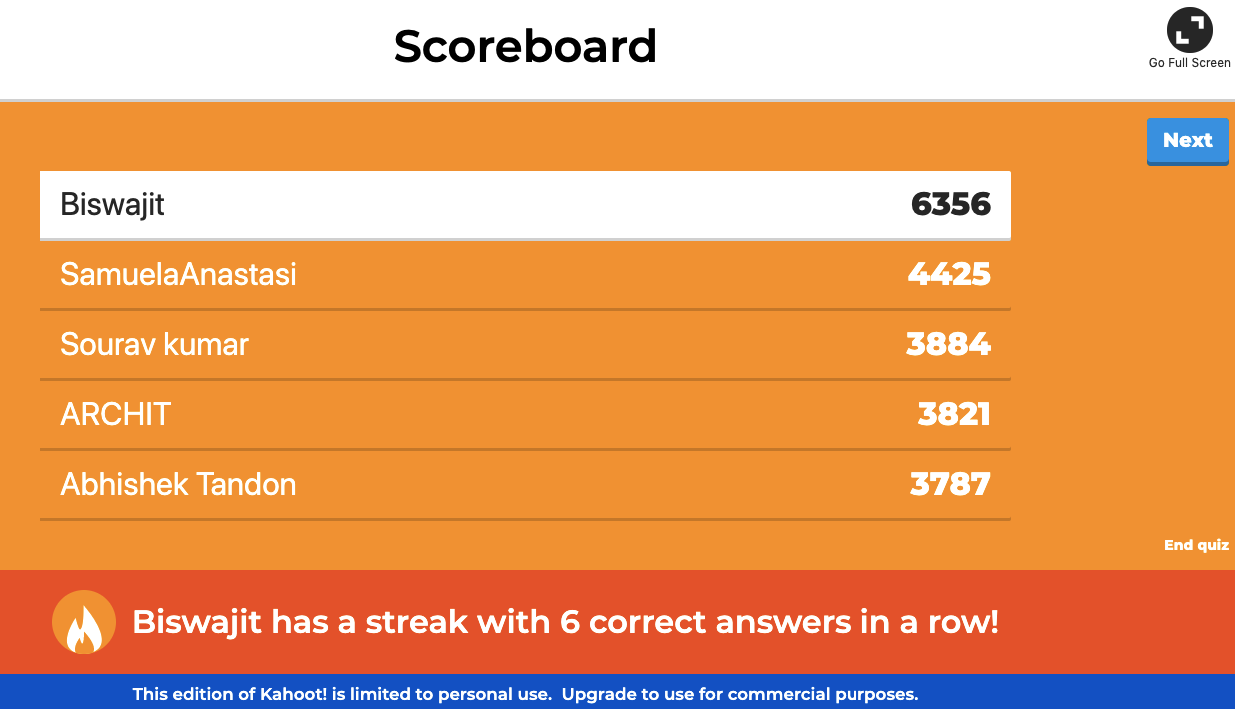 Scoreboard
Go Full Screen
Next
Biswajit 6356
SamuelaAnastasi 4425
Sourav kumar 3884
ARCHIT 3821
Abhishek Tandon 3787
End quiz
Biswajit has a streak with 6 correct answers in a row!
This edition of Kahoot! is limited to personal use.  Upgrade to use for commercial purposes.